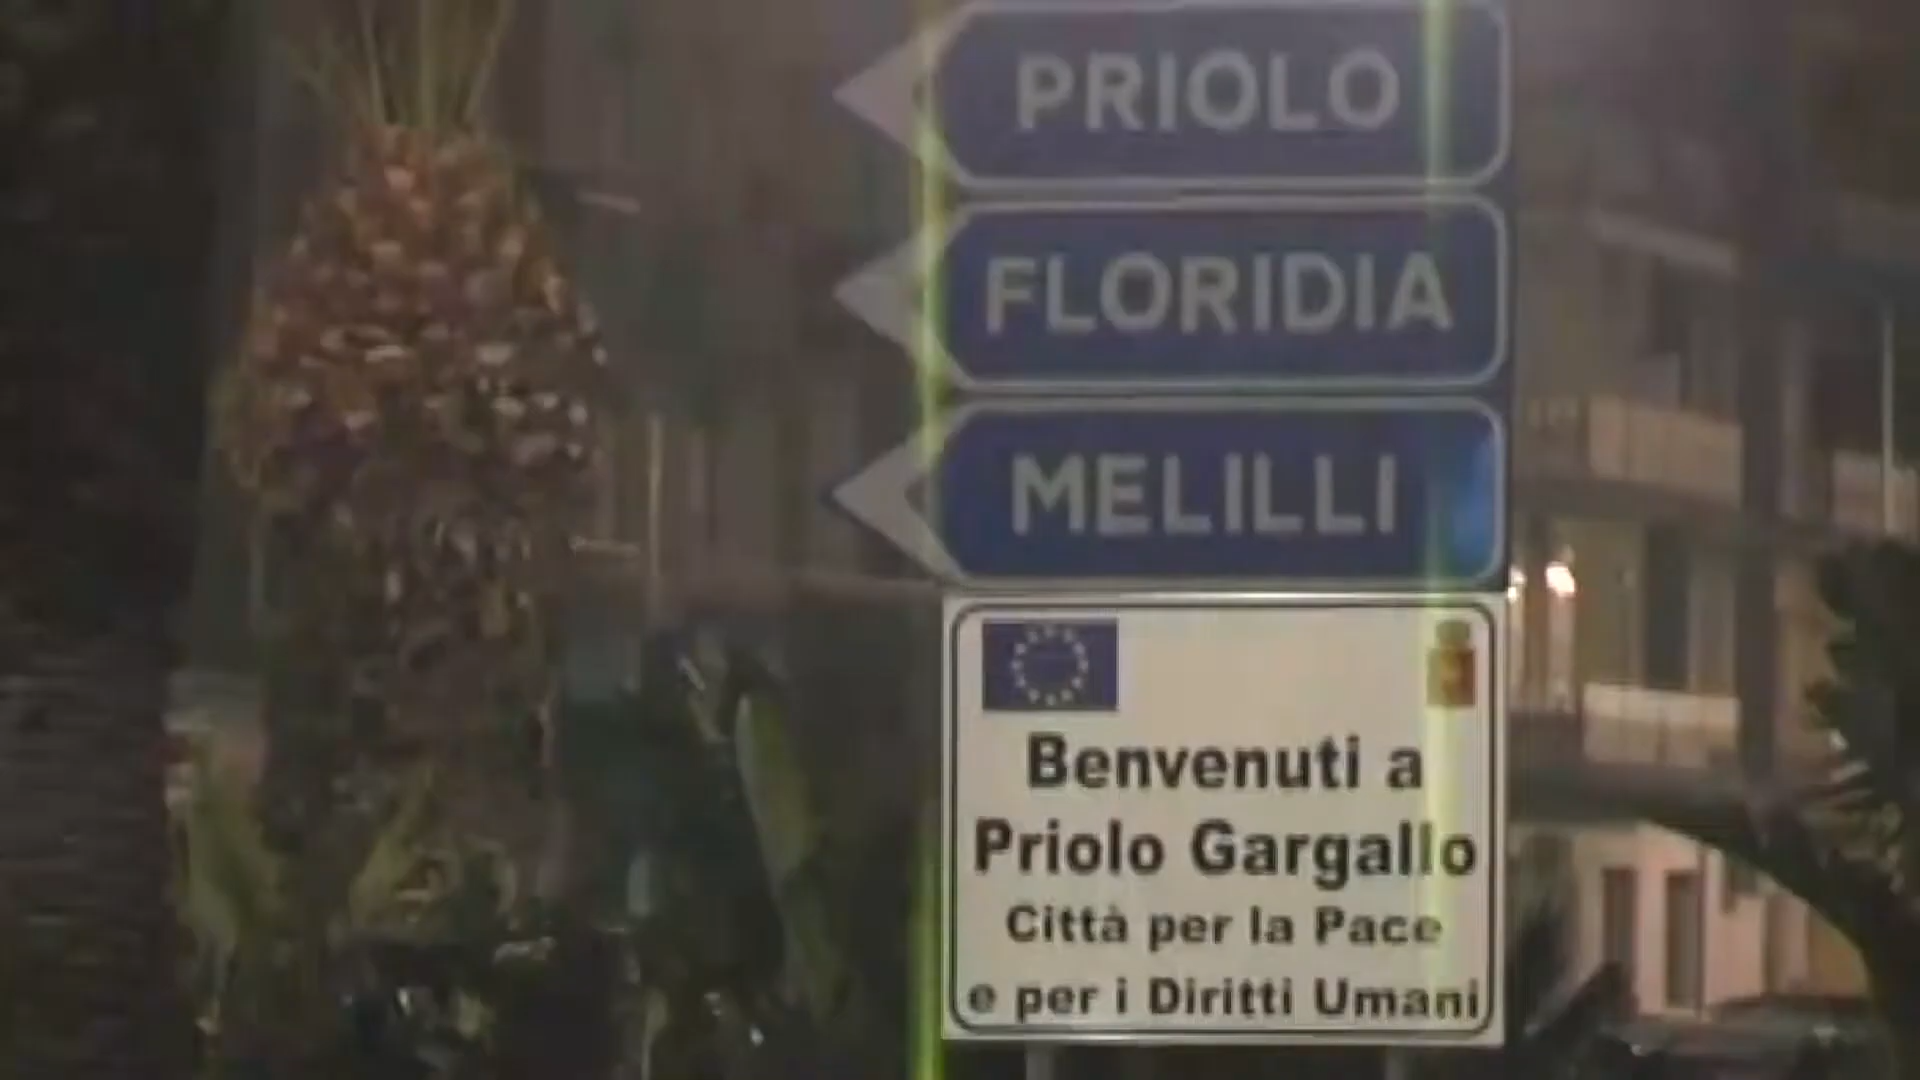 PRIOLO
FLORIDIA
MELILLI
Benvenuti a
Priolo Gargallo
Città per la Pace
e per i Diritti Umani